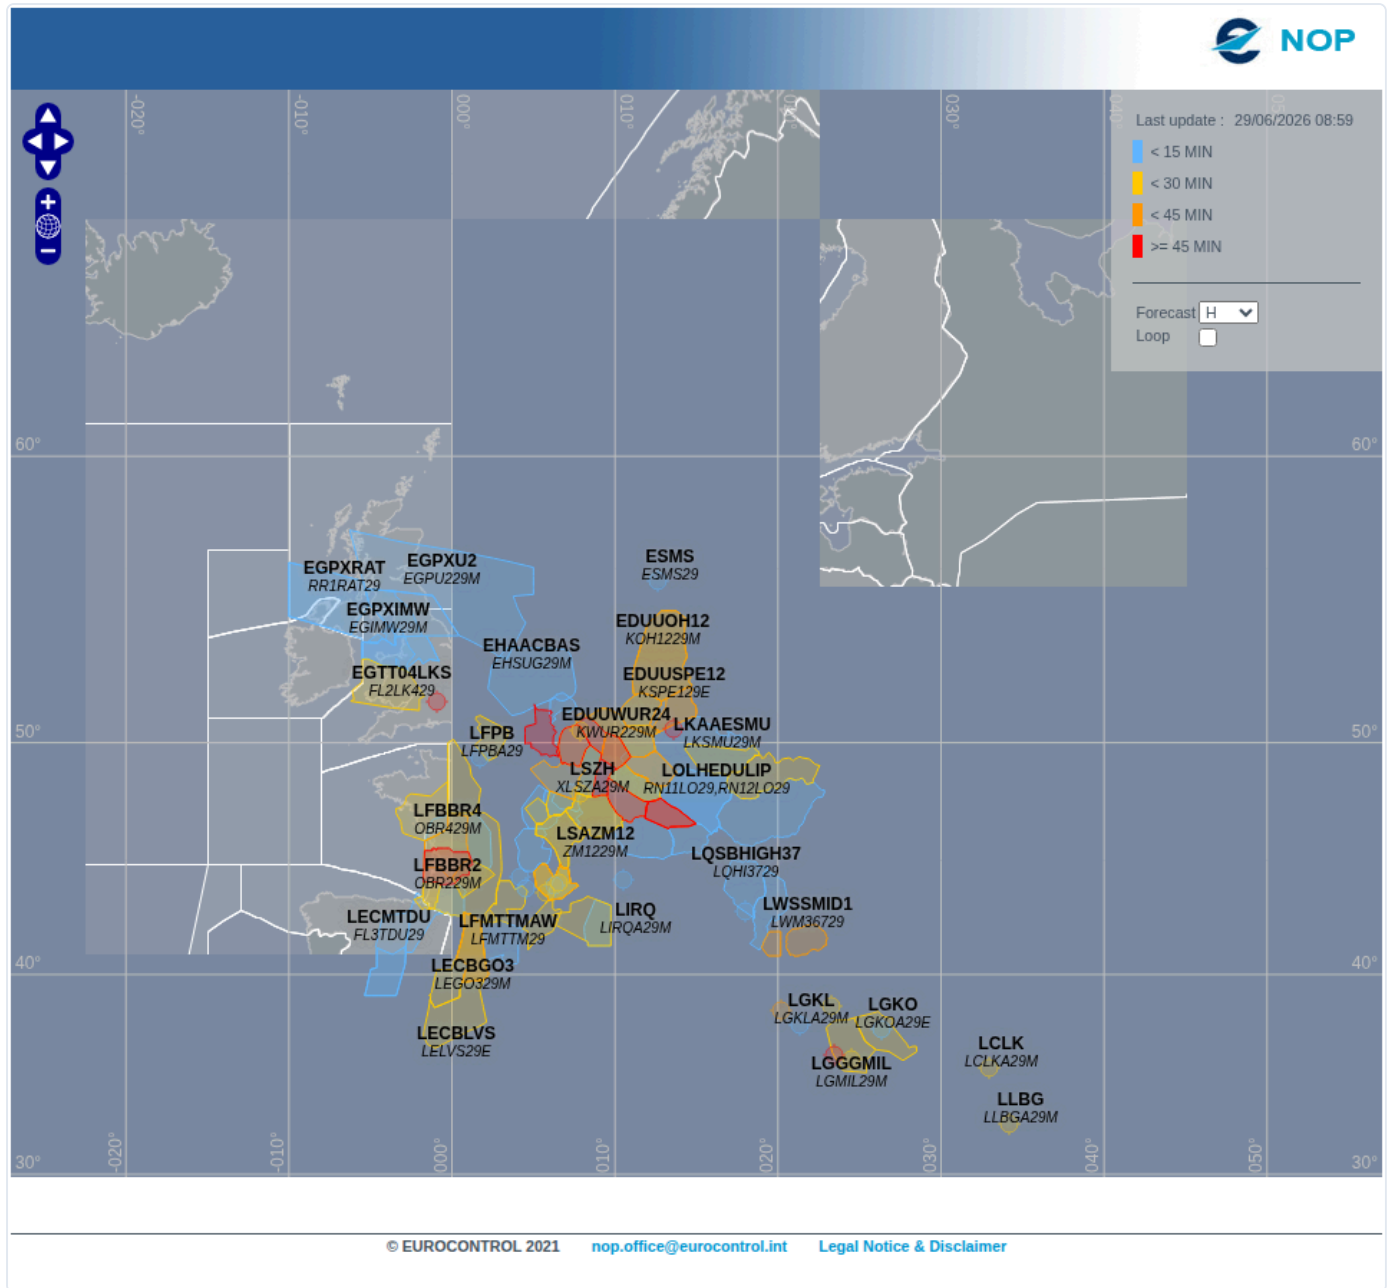 NOP
-020°
-010°
000°
010°
030°
040°
Last update : 29/06/2026 08:59
< 15 MIN
< 30 MIN
< 45 MIN
>= 45 MIN
Forecast H
Loop
60°
60°
EGPXRAT
RR1RAT29
EGPXU2
EGPU229M
ESMS
ESMS29
EGPXIMW
EGIMW29M
EDUUOH12
KOH1229M
EHAACBAS
EHSUG29M
EGTT04LKS
FL2LK429
EDUUSPE12
KSPE129E
EDUUWUR24
KWUR229M
LKAAESMU
LKSMU29M
50°
50°
LFPB
LFPBA29
LSZH
XLSZA29M
LOLHEDULIP
RN11LO29,RN12LO29
LFBBR4
OBR429M
LSAZM12
ZM1229M
LFBBR2
OBR229M
LQSBHIGH37
LQHI3729
LECMTDU
FL3TDU29
LFMTTMAW
LFMTTM29
LIRQ
LIRQA29M
LWSSMID1
LWM36729
40°
40°
LECBGO3
LEGO329M
LGKL
LGKLA29M
LGKO
LGKOA29E
LECBLVS
LELVS29E
LGGGMIL
LGMIL29M
LCLK
LCLKA29M
LLBG
LLBGA29M
30°
30°
-020°
-010°
000°
010°
020°
030°
040°
050°
© EUROCONTROL 2021 nop.office@eurocontrol.int Legal Notice & Disclaimer